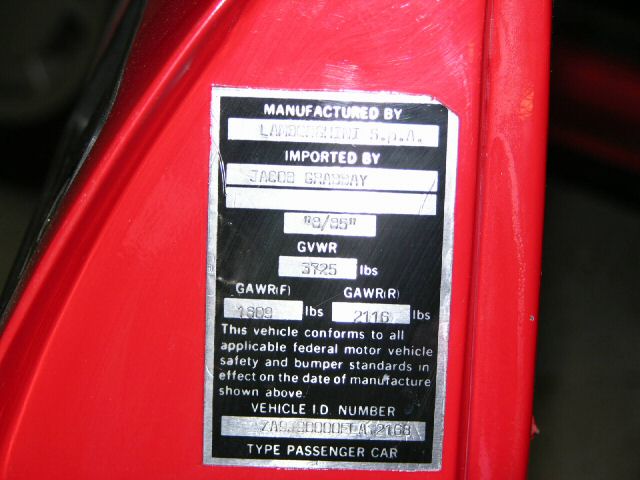 MANUFACTURED BY
LAMBORGHINI S.p.A.
IMPORTED BY
JACOB GRABBAY
GVWR
3725 lbs
GAWR(F) GAWR(R)
1609 lbs 2116 lbs
This vehicle conforms to all
applicable federal motor vehicle
safety and bumper standards in
effect on the date of manufacture
shown above.
VEHICLE I.D. NUMBER
TYPE PASSENGER CAR